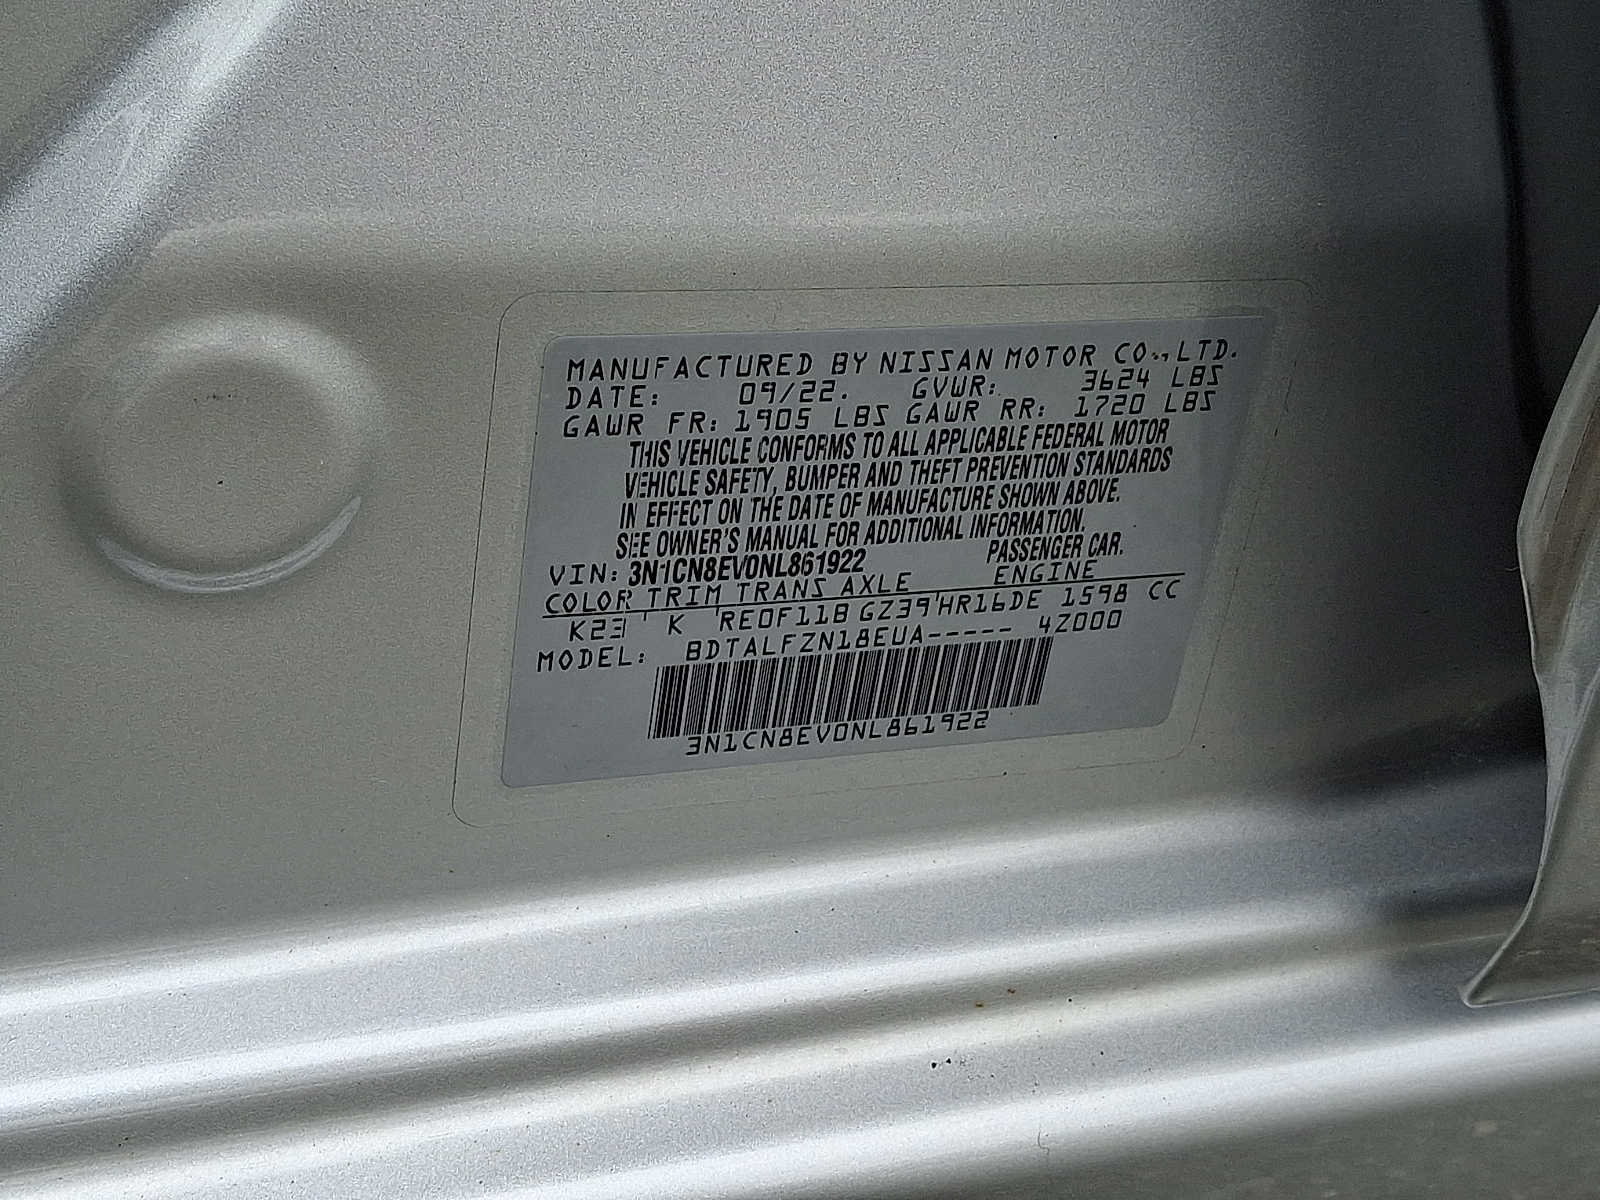 MANUFACTURED BY NISSAN MOTOR CO., LTD.
DATE: 09/22. GVWR: 3624 LBS
GAWR FR: 1905 LBS GAWR RR: 1720 LBS
THIS VEHICLE CONFORMS TO ALL APPLICABLE FEDERAL MOTOR
VEHICLE SAFETY, BUMPER AND THEFT PREVENTION STANDARDS
IN EFFECT ON THE DATE OF MANUFACTURE SHOWN ABOVE.
SEE OWNER'S MANUAL FOR ADDITIONAL INFORMATION.
VIN: 3N1CN8EV0NL861922 PASSENGER CAR.
COLOR TRIM TRANS AXLE ENGINE
K23 K RE0F11B GZ39 HR16DE 1598 CC
MODEL: BDTALFZN18EUA----- 4Z000
3N1CN8EV0NL861922